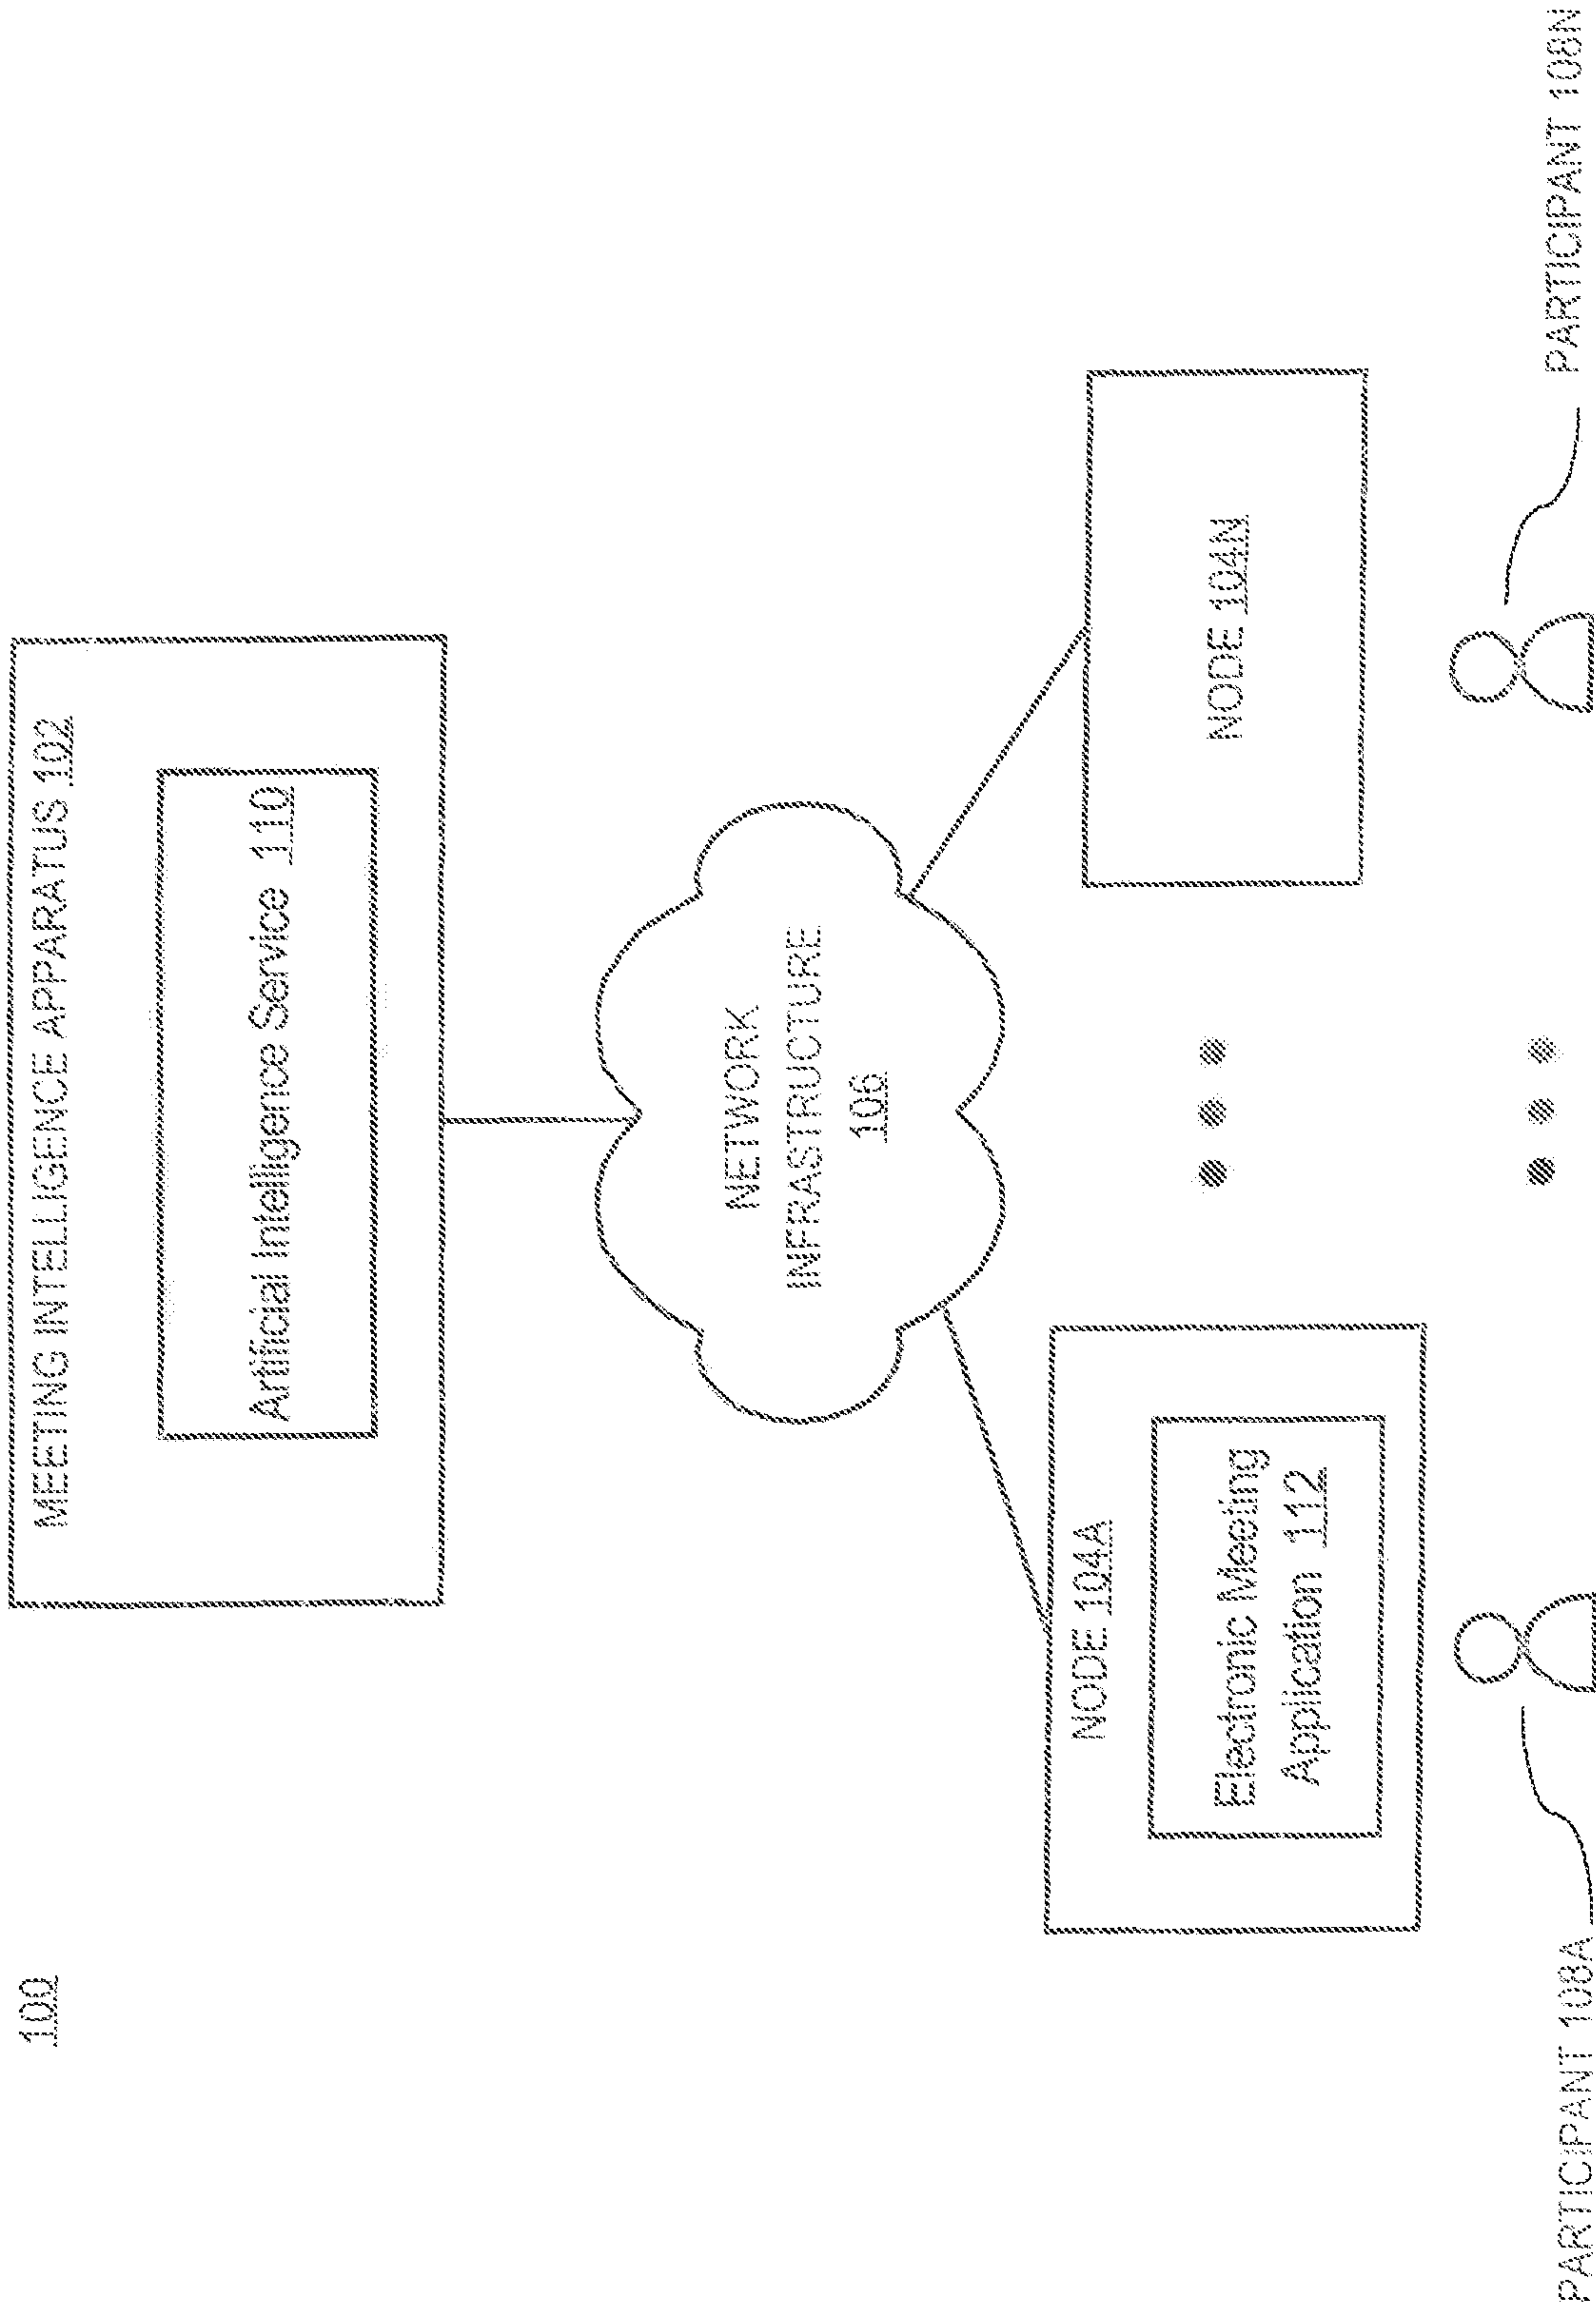 100
MEETING INTELLIGENCE APPARATUS 102
Artificial Intelligence Service 110
NETWORK
INFRASTRUCTURE
106
NODE 104A
Electronic Meeting
Application 112
NODE 104N
PARTICIPANT 108A
PARTICIPANT 108N